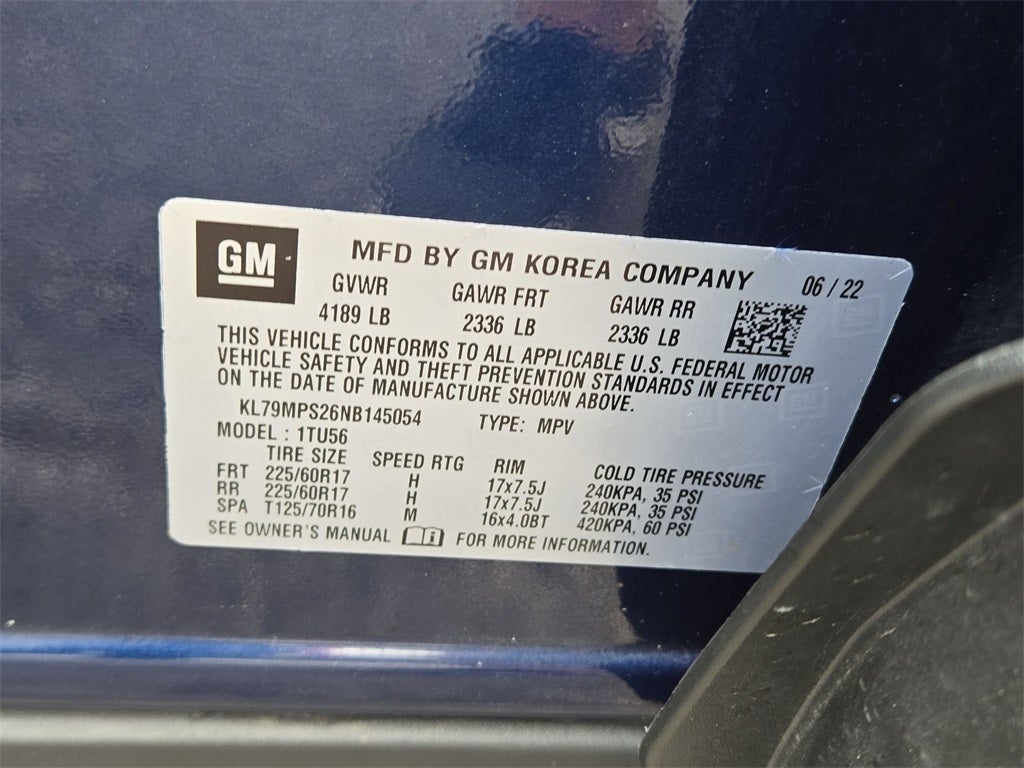 GM
MFD BY GM KOREA COMPANY 06 / 22
GVWR GAWR FRT GAWR RR
4189 LB 2336 LB 2336 LB
THIS VEHICLE CONFORMS TO ALL APPLICABLE U.S. FEDERAL MOTOR
VEHICLE SAFETY AND THEFT PREVENTION STANDARDS IN EFFECT
ON THE DATE OF MANUFACTURE SHOWN ABOVE.
KL79MPS26NB145054 TYPE: MPV
MODEL : 1TU56
TIRE SIZE SPEED RTG RIM COLD TIRE PRESSURE
FRT 225/60R17 H 17x7.5J 240KPA, 35 PSI
RR 225/60R17 H 17x7.5J 240KPA, 35 PSI
SPA T125/70R16 M 16x4.0BT 420KPA, 60 PSI
SEE OWNER'S MANUAL FOR MORE INFORMATION.